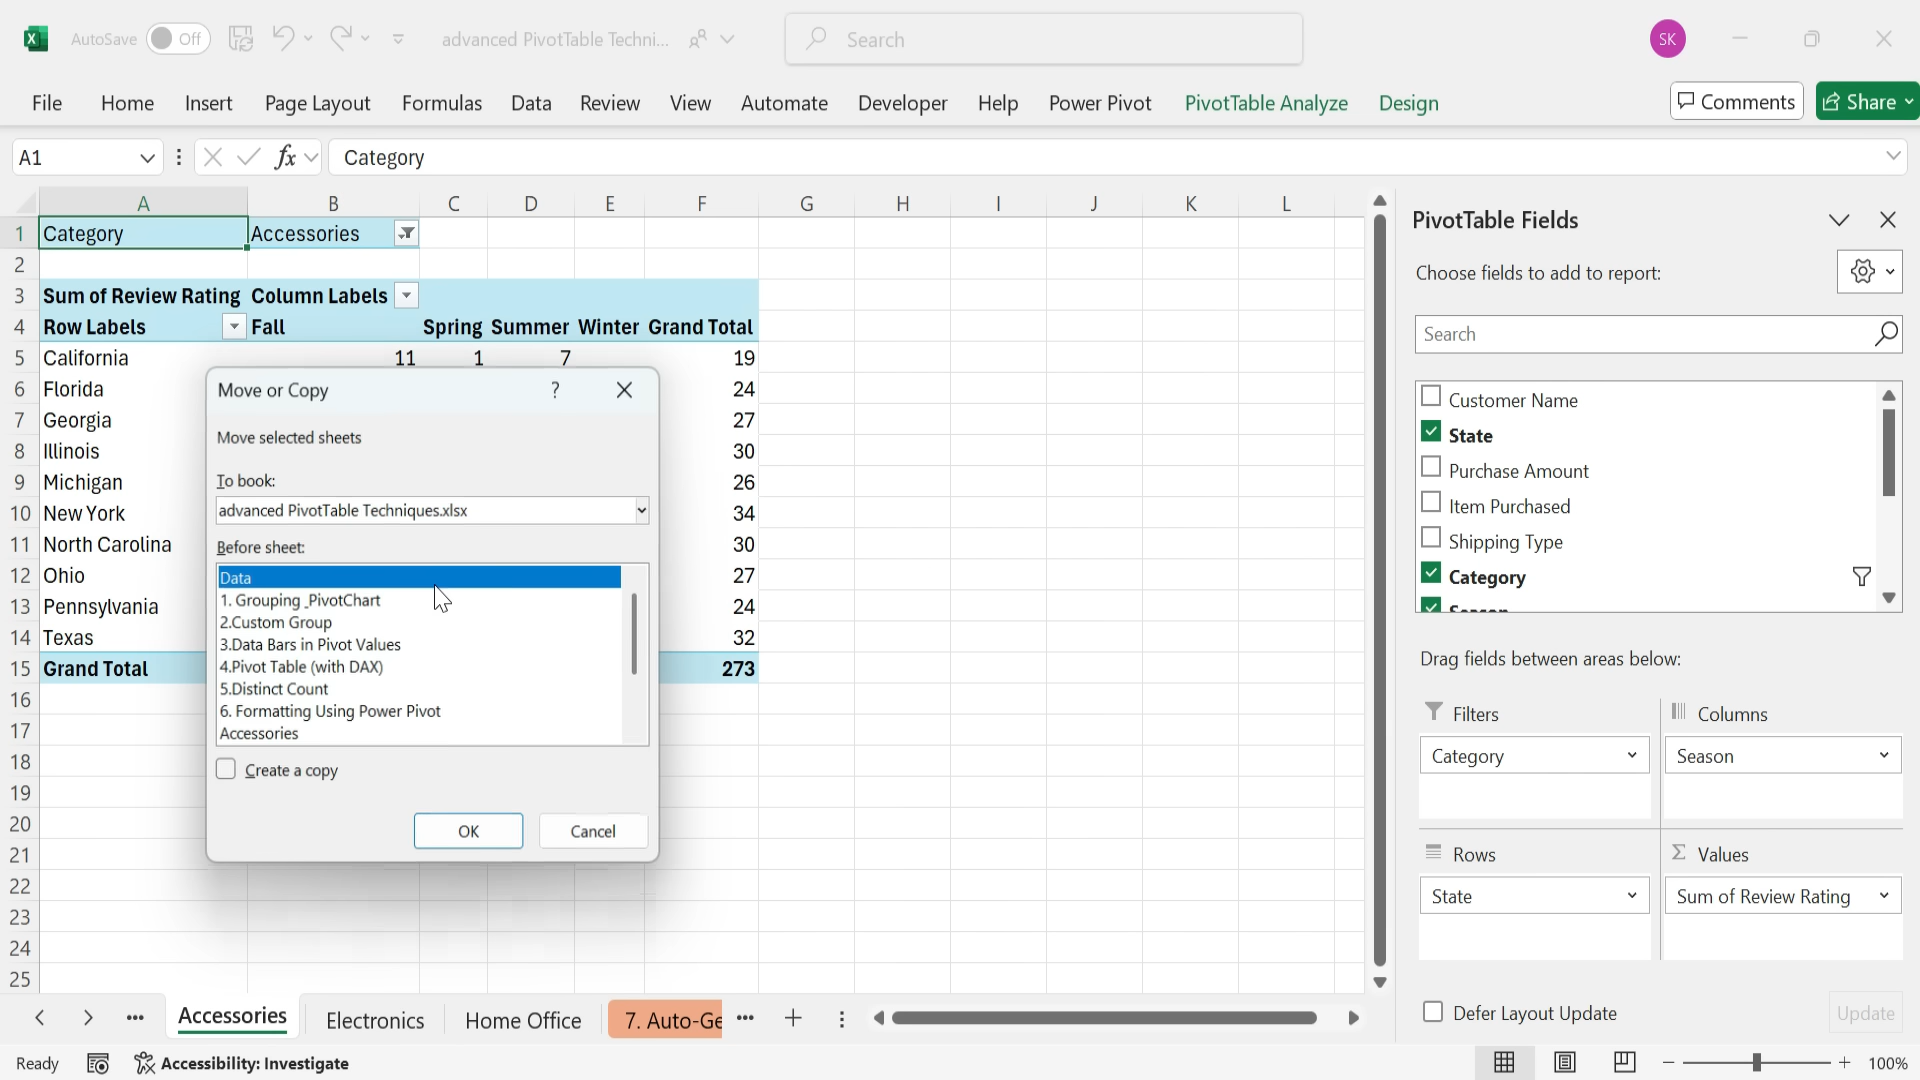 AutoSave Off advanced PivotTable Techni... Search SK
File Home Insert Page Layout Formulas Data Review View Automate Developer Help Power Pivot PivotTable Analyze Design Comments Share
A1 fx Category
A B C D E F G H I J K L
1 Category Accessories
2
3 Sum of Review Rating Column Labels
4 Row Labels Fall Spring Summer Winter Grand Total
5 California 11 1 7 19
6 Florida 24
7 Georgia 27
8 Illinois 30
9 Michigan 26
10 New York 34
11 North Carolina 30
12 Ohio 27
13 Pennsylvania 24
14 Texas 32
15 Grand Total 273
16
17
18
19
20
21
22
23
24
25
Move or Copy ?
Move selected sheets
To book:
advanced PivotTable Techniques.xlsx
Before sheet:
Data
1. Grouping _PivotChart
2.Custom Group
3.Data Bars in Pivot Values
4.Pivot Table (with DAX)
5.Distinct Count
6. Formatting Using Power Pivot
Accessories
Create a copy
OK Cancel
PivotTable Fields
Choose fields to add to report:
Search
Customer Name
State
Purchase Amount
Item Purchased
Shipping Type
Category
Season
Drag fields between areas below:
Filters Columns
Category Season
Rows Σ Values
State Sum of Review Rating
Defer Layout Update Update
Accessories Electronics Home Office 7. Auto-Ge
Ready Accessibility: Investigate 100%